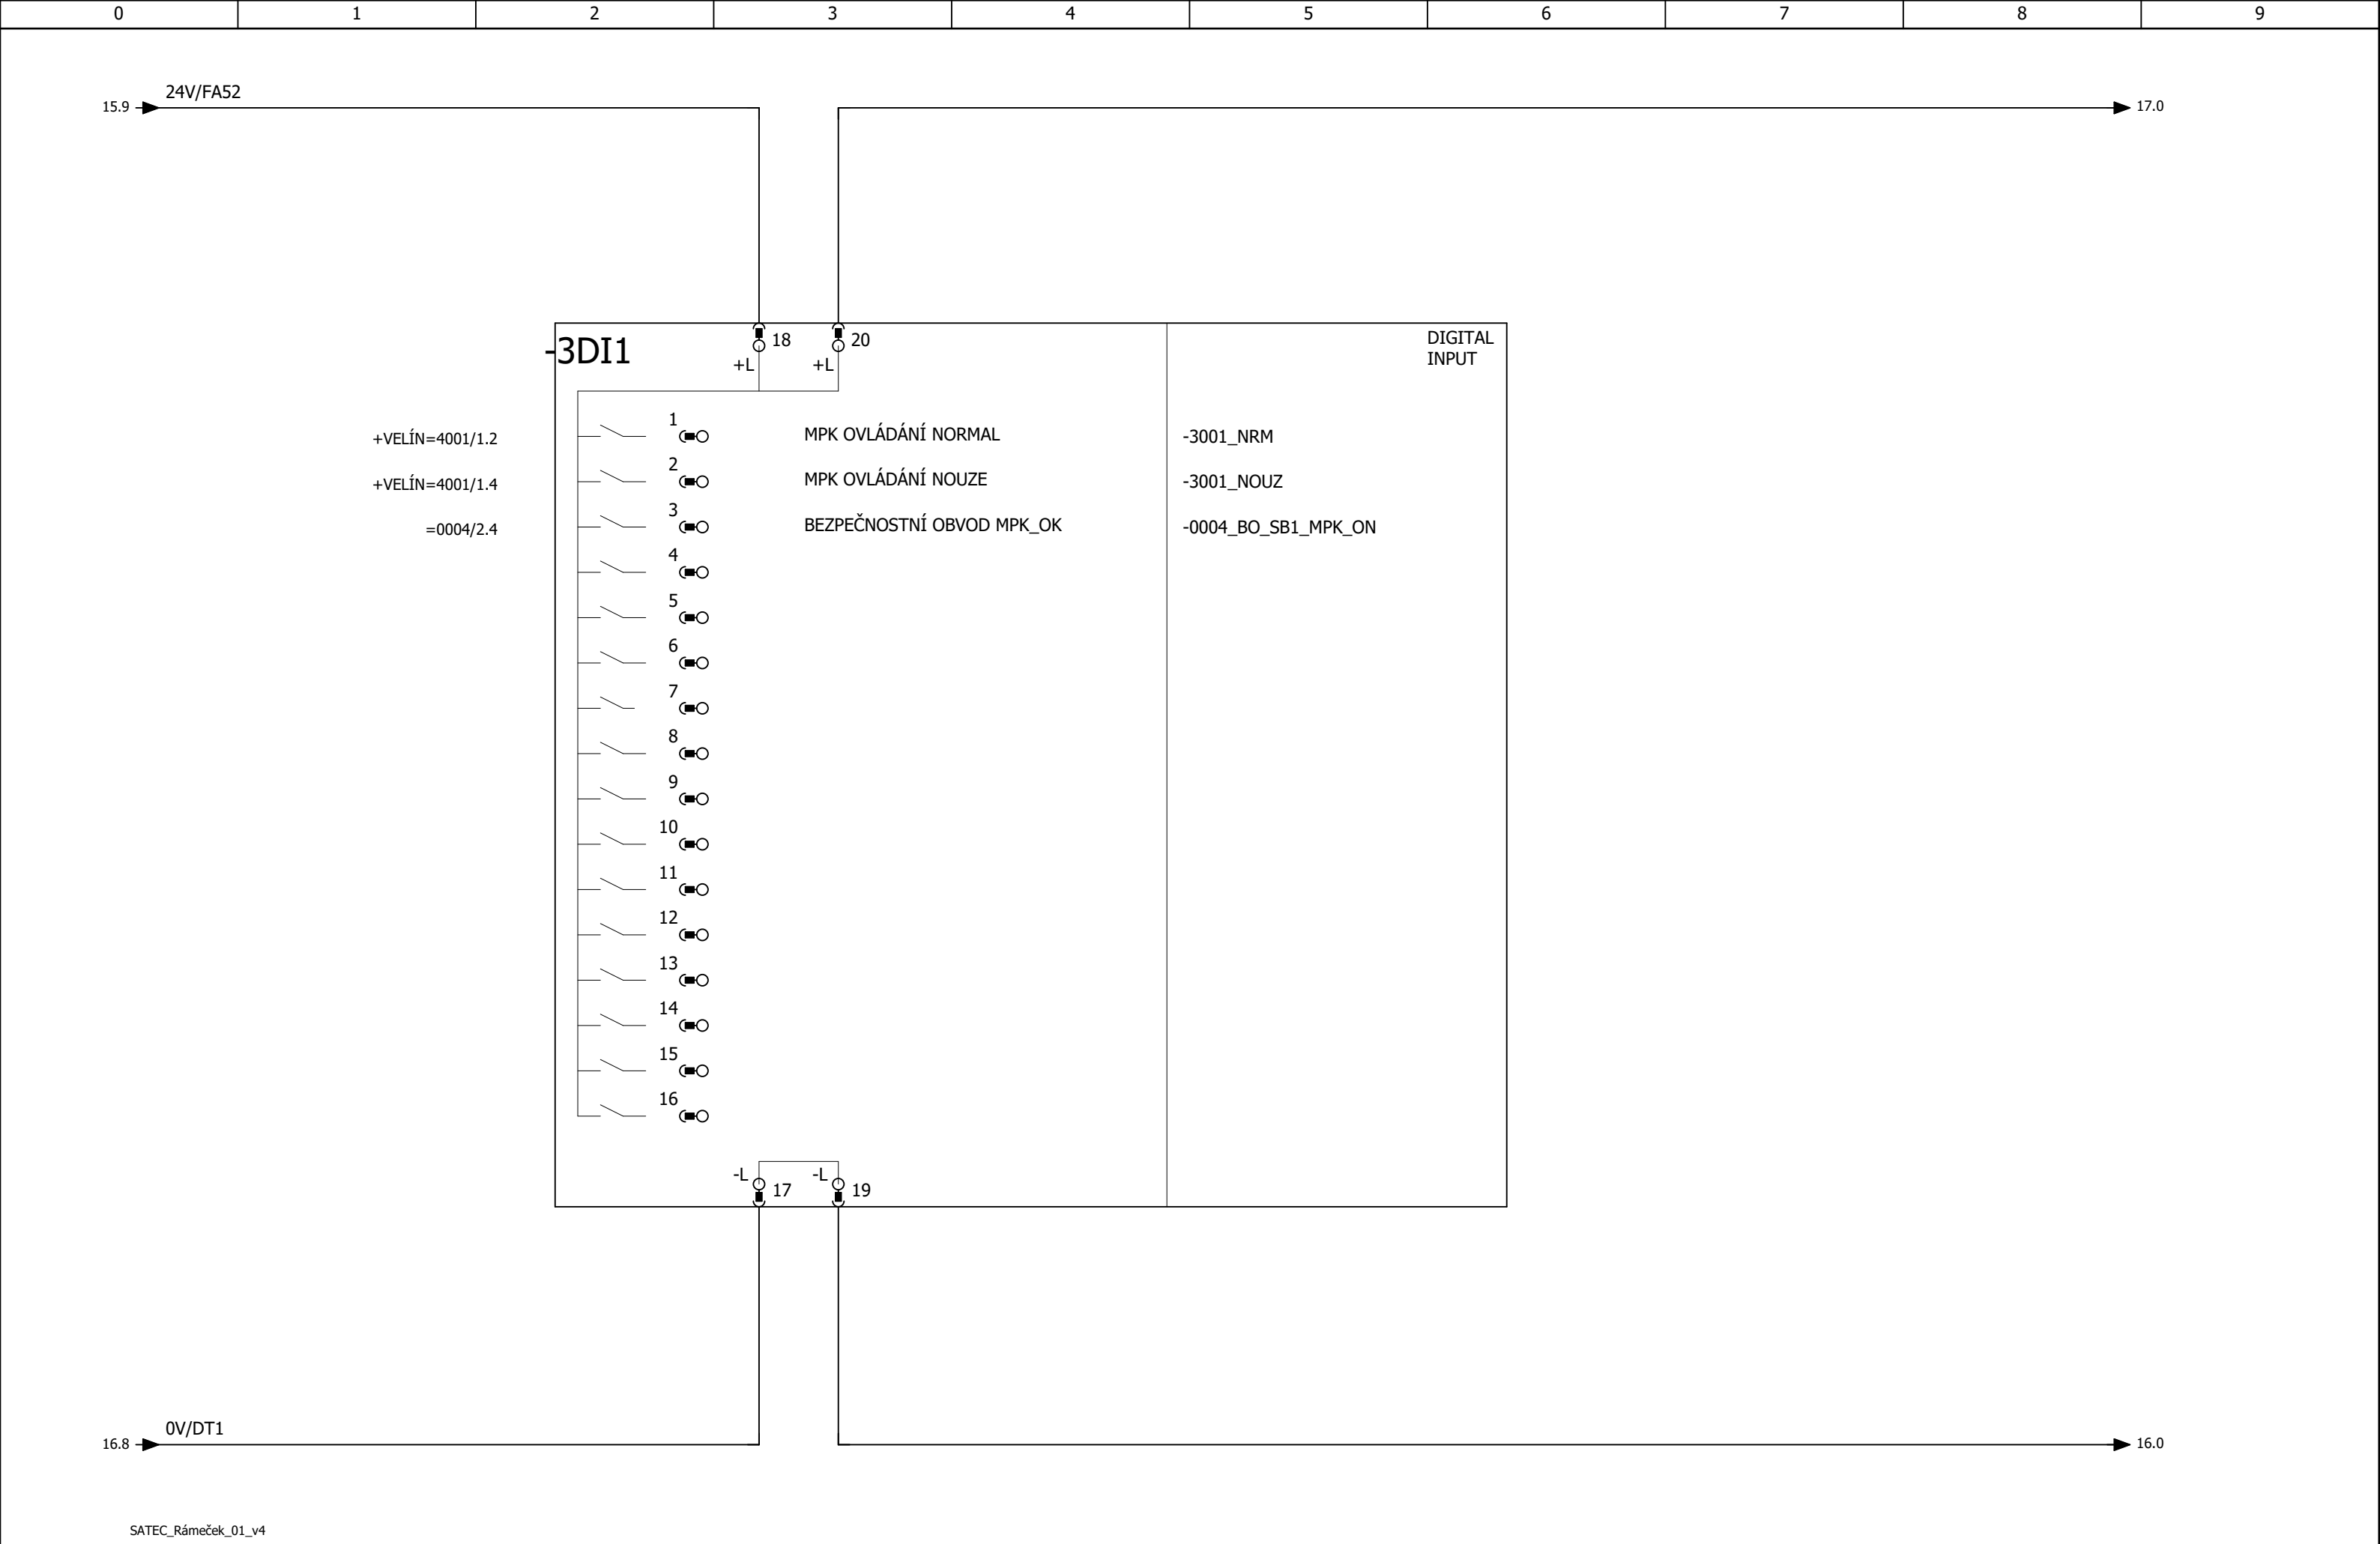 0 1 2 3 4 5 6 7 8 9
24V/FA52
15.9
17.0
-3DI1
18
20
+L
+L
DIGITAL
INPUT
+VELÍN=4001/1.2
1
MPK OVLÁDÁNÍ NORMAL
-3001_NRM
+VELÍN=4001/1.4
2
MPK OVLÁDÁNÍ NOUZE
-3001_NOUZ
=0004/2.4
3
BEZPEČNOSTNÍ OBVOD MPK_OK
-0004_BO_SB1_MPK_ON
4
5
6
7
8
9
10
11
12
13
14
15
16
-L
-L
17
19
0V/DT1
16.8
16.0
SATEC_Rámeček_01_v4